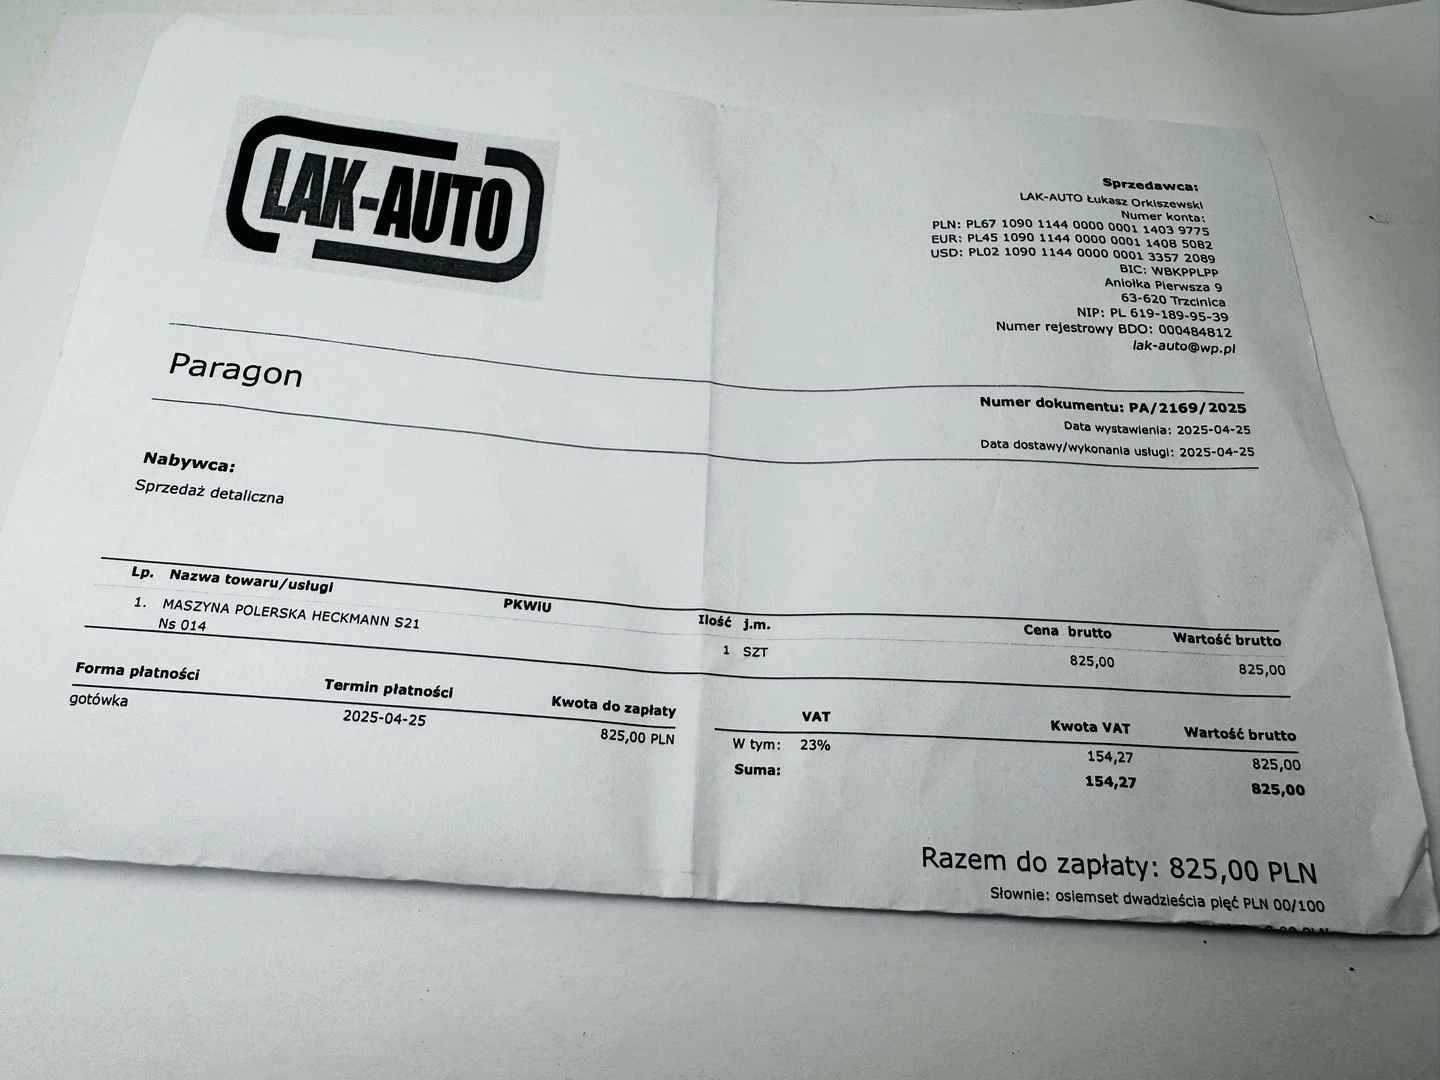 LAK-AUTO
Sprzedawca:
LAK-AUTO Łukasz Orkiszewski
Numer konta:
PLN: PL67 1090 1144 0000 0001 1403 9775
EUR: PL45 1090 1144 0000 0001 1408 5082
USD: PL02 1090 1144 0000 0001 3357 2089
BIC: WBKPPLPP
Aniołka Pierwsza 9
63-620 Trzcinica
NIP: PL 619-189-95-39
Numer rejestrowy BDO: 000484812
lak-auto@wp.pl
Paragon
Numer dokumentu: PA/2169/2025
Data wystawienia: 2025-04-25
Data dostawy/wykonania usługi: 2025-04-25
Nabywca:
Sprzedaż detaliczna
Lp. Nazwa towaru/usługi PKWiU Ilość j.m. Cena brutto Wartość brutto
1. MASZYNA POLERSKA HECKMANN S21 1 SZT 825,00 825,00
Ns 014
Forma płatności Termin płatności Kwota do zapłaty
gotówka 2025-04-25 825,00 PLN
VAT Kwota VAT Wartość brutto
W tym: 23% 154,27 825,00
Suma: 154,27 825,00
Razem do zapłaty: 825,00 PLN
Słownie: osiemset dwadzieścia pięć PLN 00/100